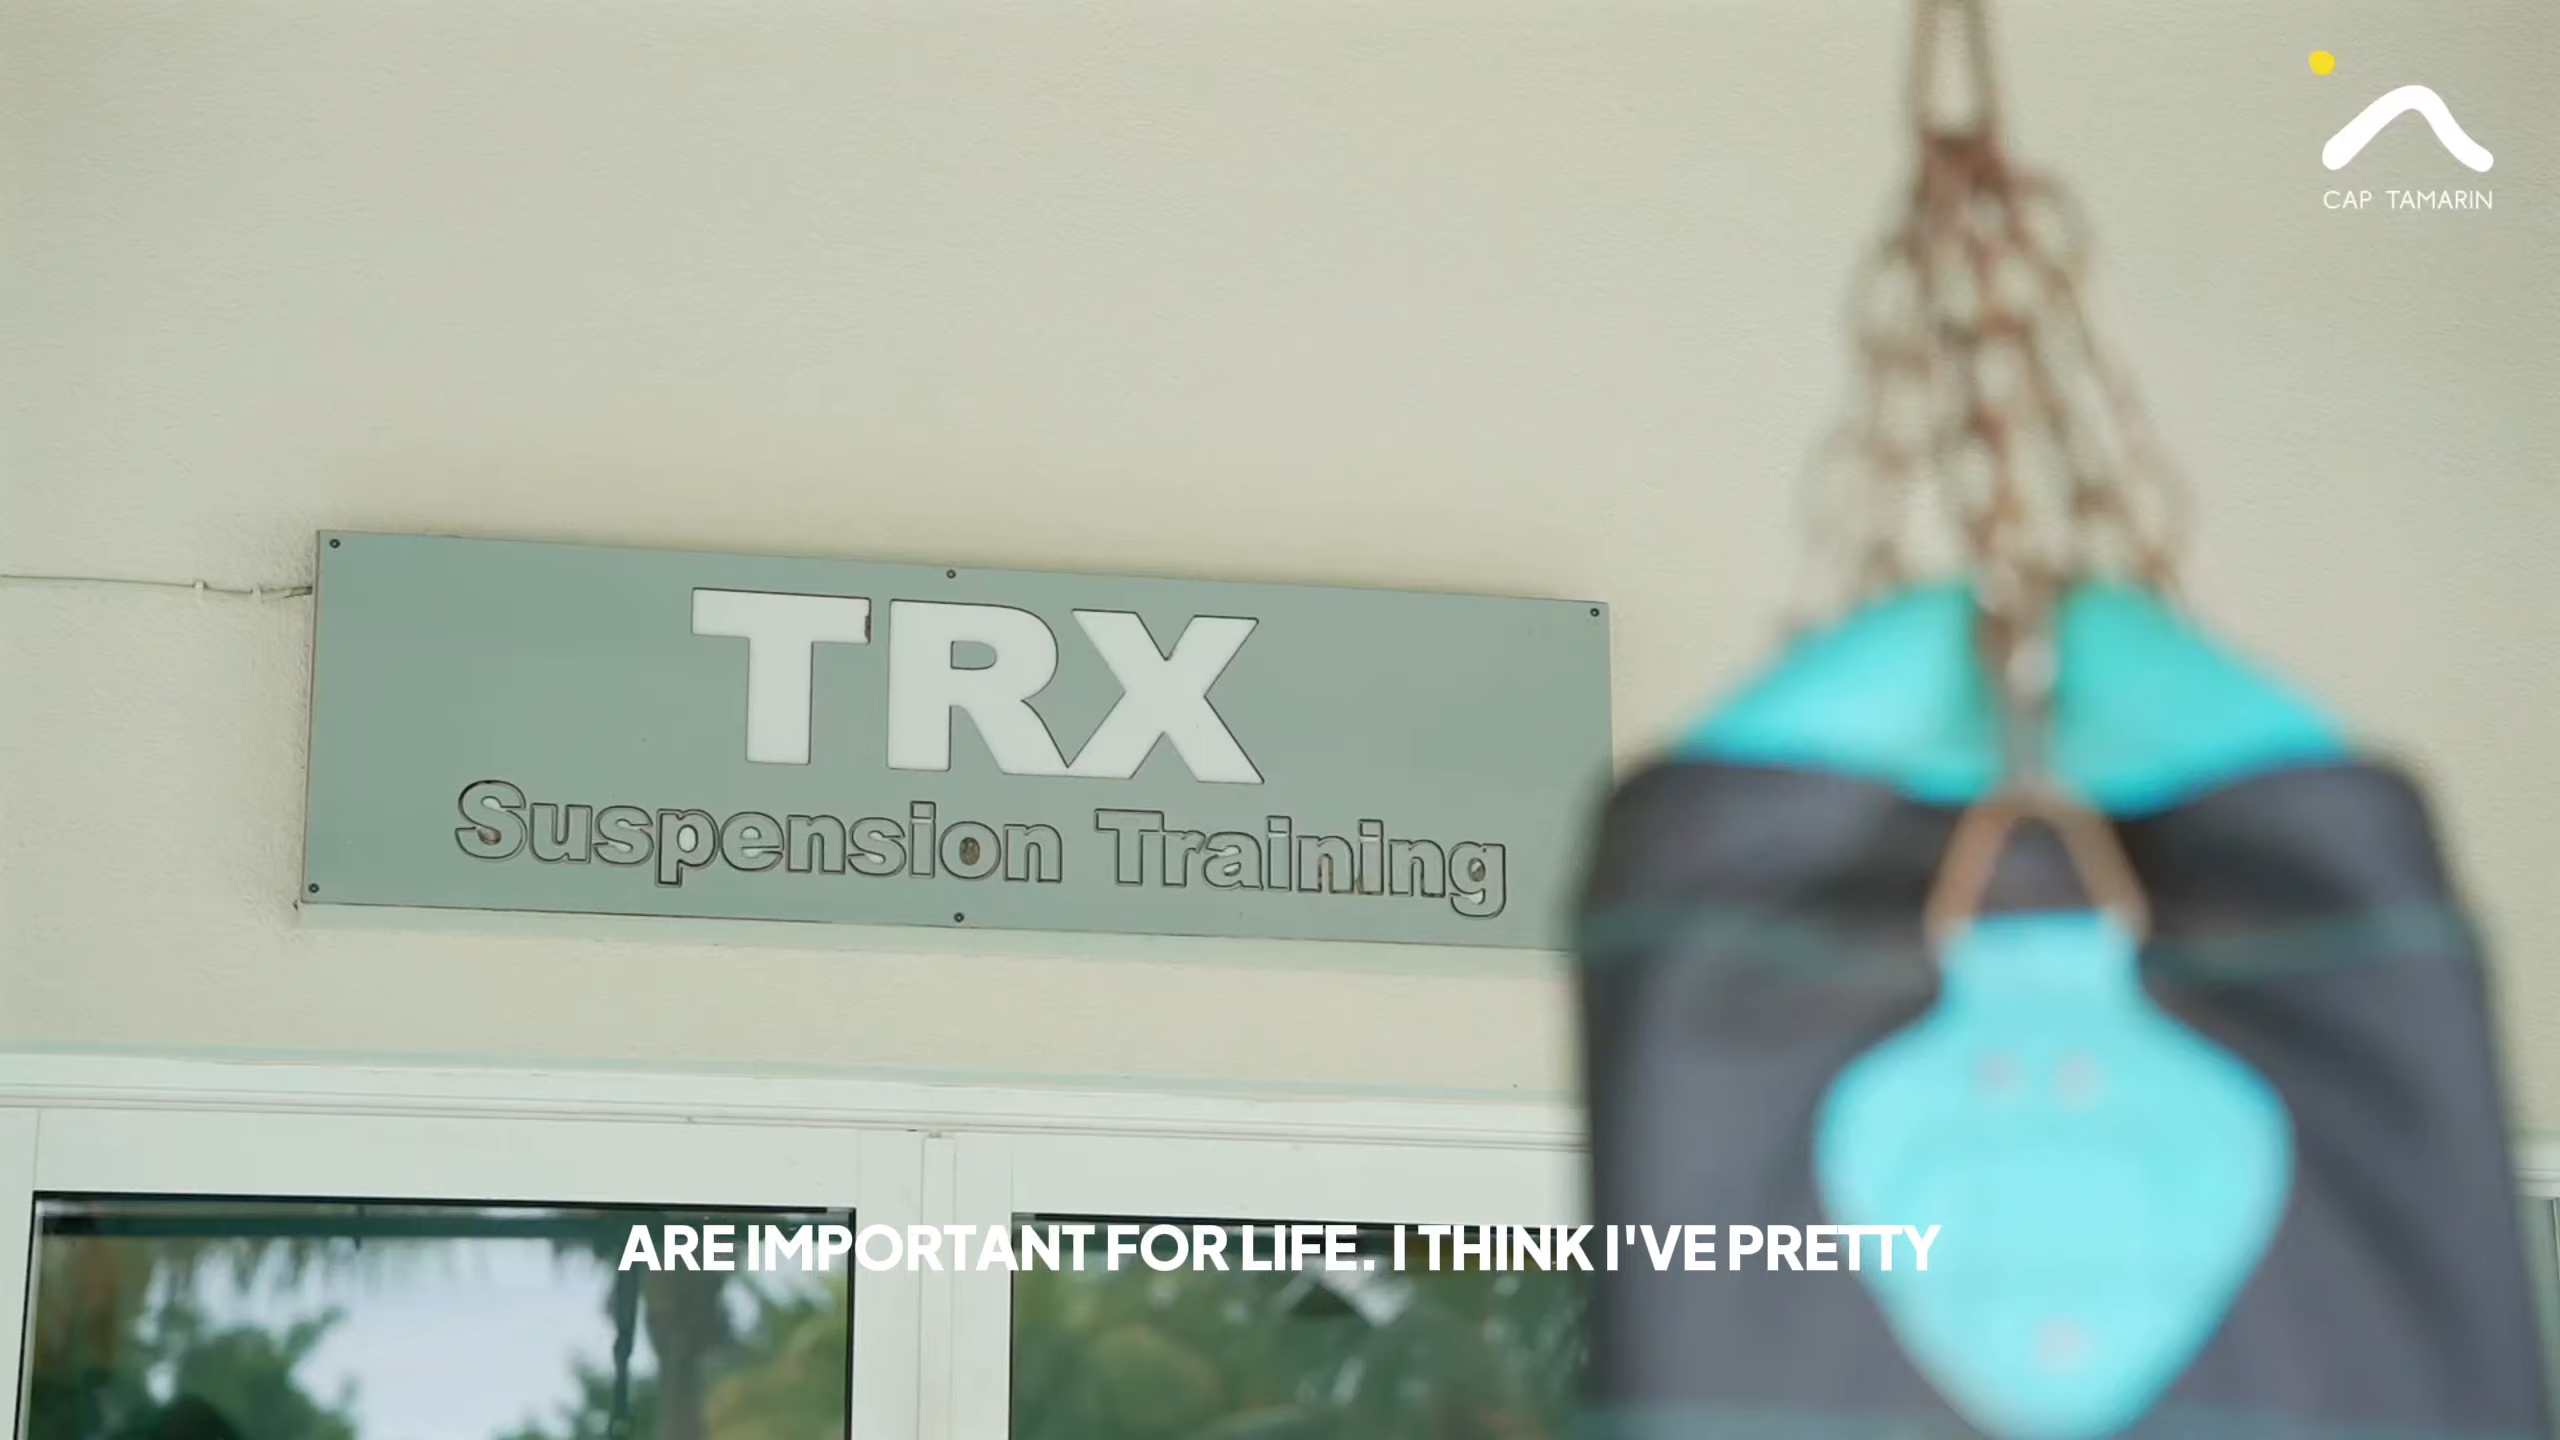 CAP TAMARIN
TRX
Suspension Training
ARE IMPORTANT FOR LIFE. I THINK I'VE PRETTY